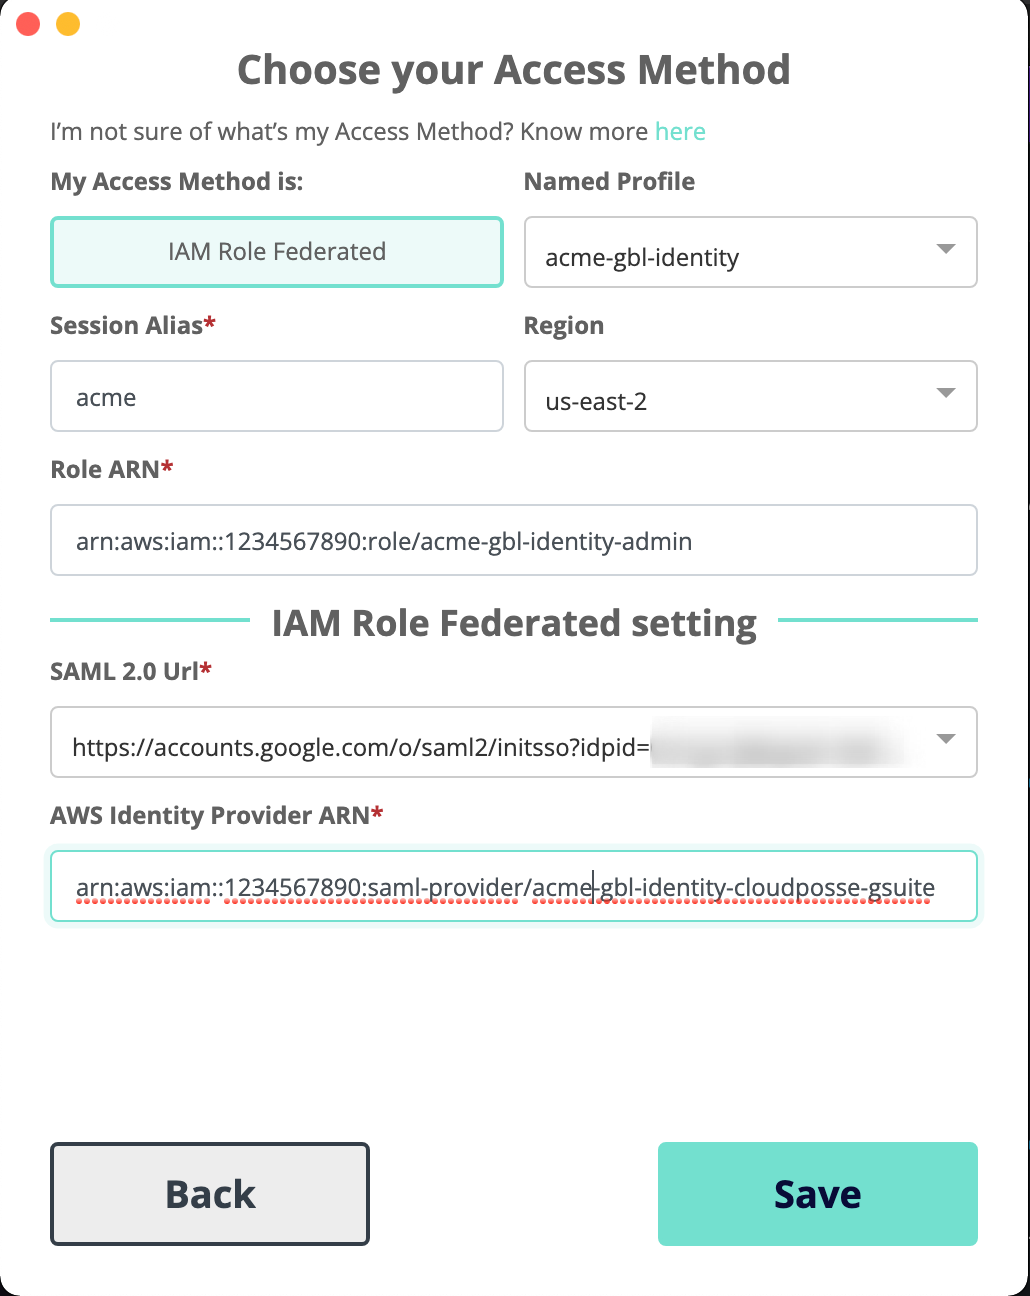 Choose your Access Method
I'm not sure of what's my Access Method? Know more here
My Access Method is:
Named Profile
IAM Role Federated
acme-gbl-identity
Session Alias*
Region
acme
us-east-2
Role ARN*
arn:aws:iam::1234567890:role/acme-gbl-identity-admin
IAM Role Federated setting
SAML 2.0 Url*
https://accounts.google.com/o/saml2/initsso?idpid=
AWS Identity Provider ARN*
arn:aws:iam::1234567890:saml-provider/acme-gbl-identity-cloudposse-gsuite
Back
Save